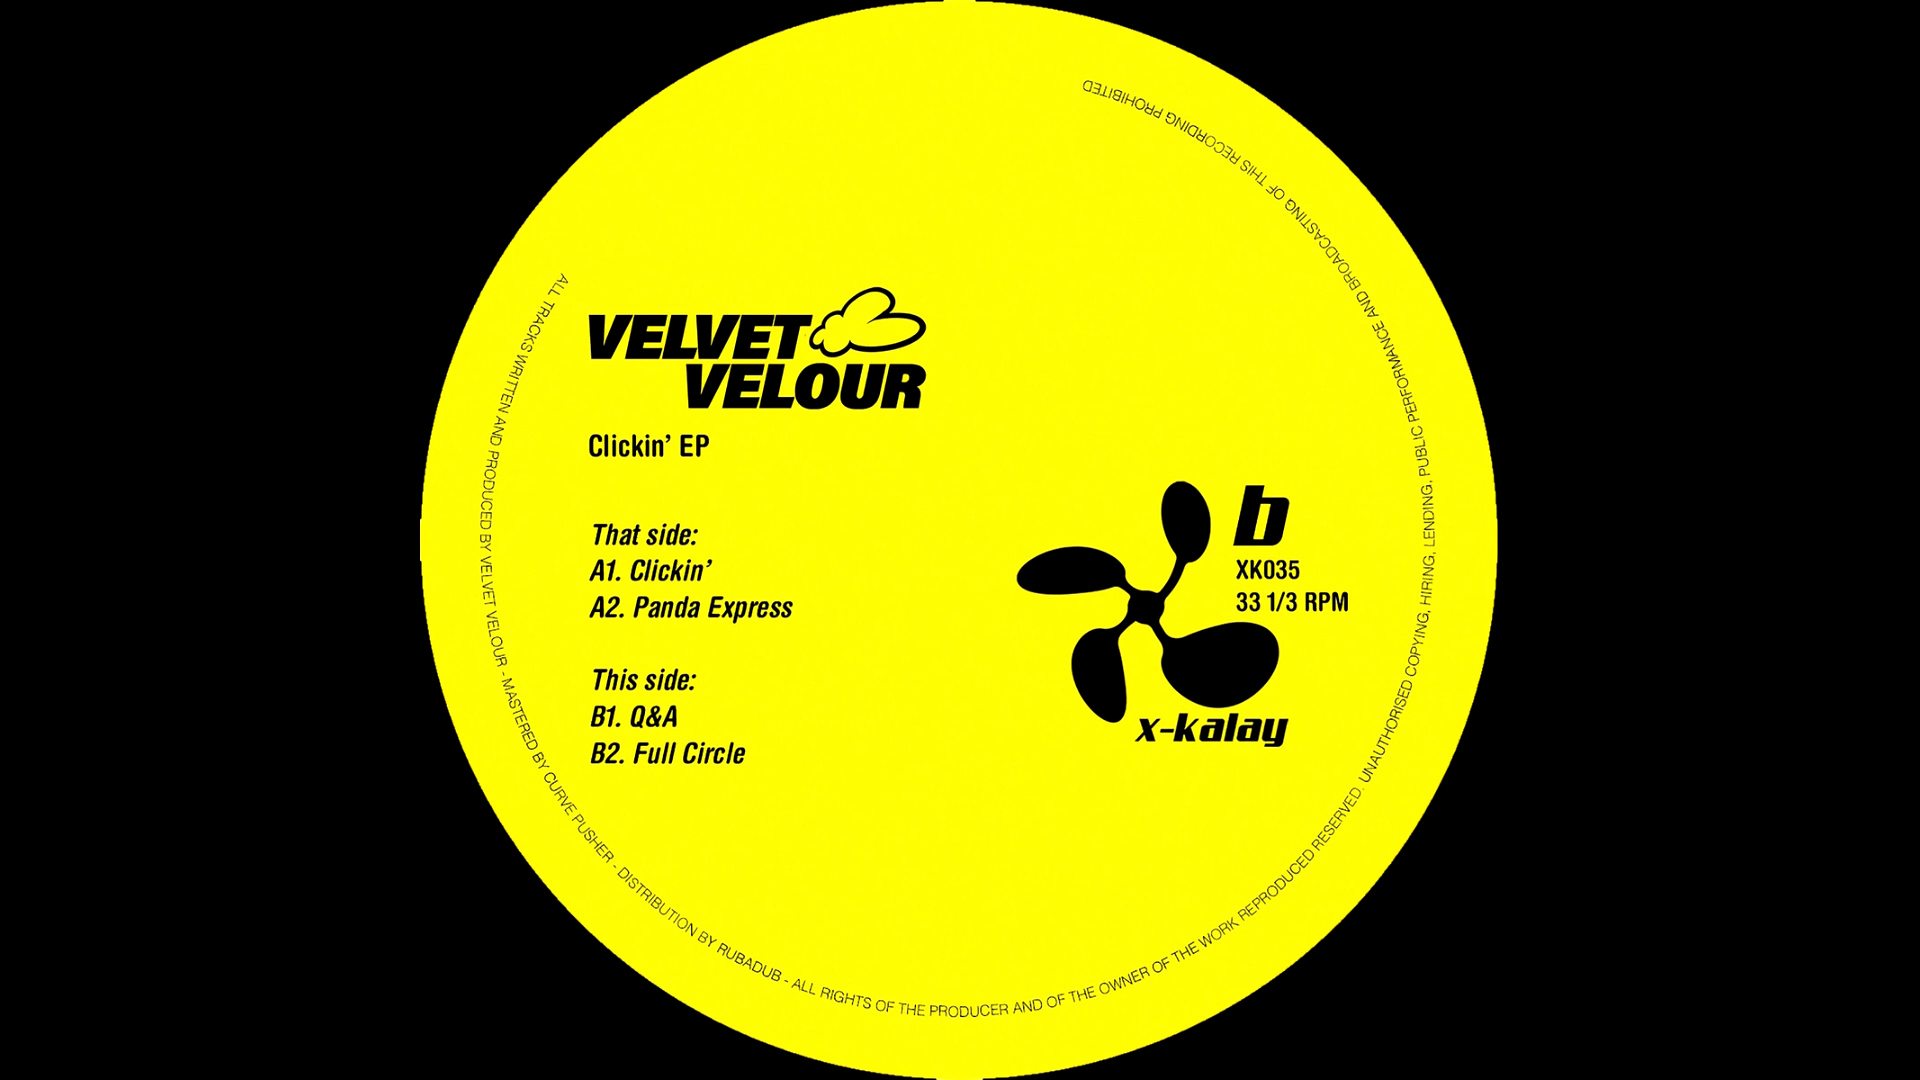 VELVET
VELOUR
Clickin’ EP
That side:
A1. Clickin’
A2. Panda Express
This side:
B1. Q&A
B2. Full Circle
b
XK035
33 1/3 RPM
x-kalay
ALL TRACKS WRITTEN AND PRODUCED BY VELVET VELOUR - MASTERED BY CURVE PUSHER - DISTRIBUTION BY RUBADUB - ALL RIGHTS OF THE PRODUCER AND OF THE OWNER OF THE WORK REPRODUCED RESERVED. UNAUTHORISED COPYING, HIRING, LENDING, PUBLIC PERFORMANCE AND BROADCASTING OF THIS RECORDING PROHIBITED